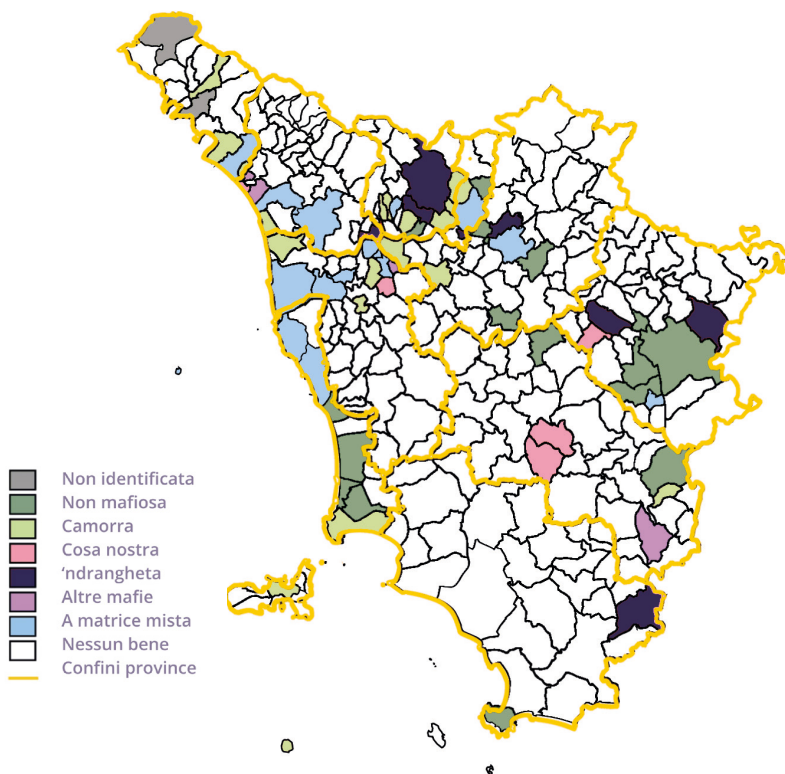 Non identificata
Non mafiosa
Camorra
Cosa nostra
‘ndrangheta
Altre mafie
A matrice mista
Nessun bene
Confini province